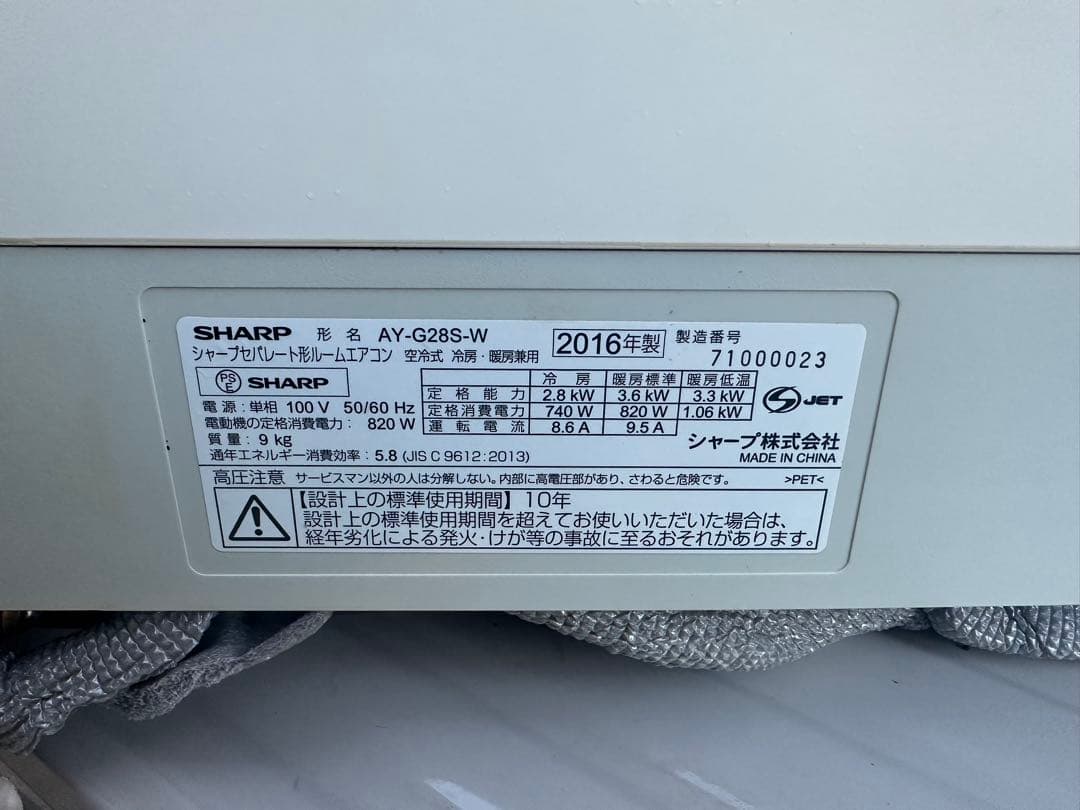 SHARP 形名 AY-G28S-W 2016年製 製造番号
シャープセパレート形ルームエアコン 空冷式 冷房・暖房兼用 71000023
PSE SHARP
冷房 暖房標準 暖房低温
定格能力 2.8 kW 3.6 kW 3.3 kW
定格消費電力 740 W 820 W 1.06 kW
運転電流 8.6 A 9.5 A
JET
電源:単相 100 V 50/60 Hz
電動機の定格消費電力: 820 W
質量: 9 kg
通年エネルギー消費効率: 5.8 (JIS C 9612:2013)
シャープ株式会社
MADE IN CHINA
高圧注意 サービスマン以外の人は分解しない。内部に高電圧部があり、さわると危険です。 >PET<
【設計上の標準使用期間】10年
設計上の標準使用期間を超えてお使いいただいた場合は、
経年劣化による発火・けが等の事故に至るおそれがあります。